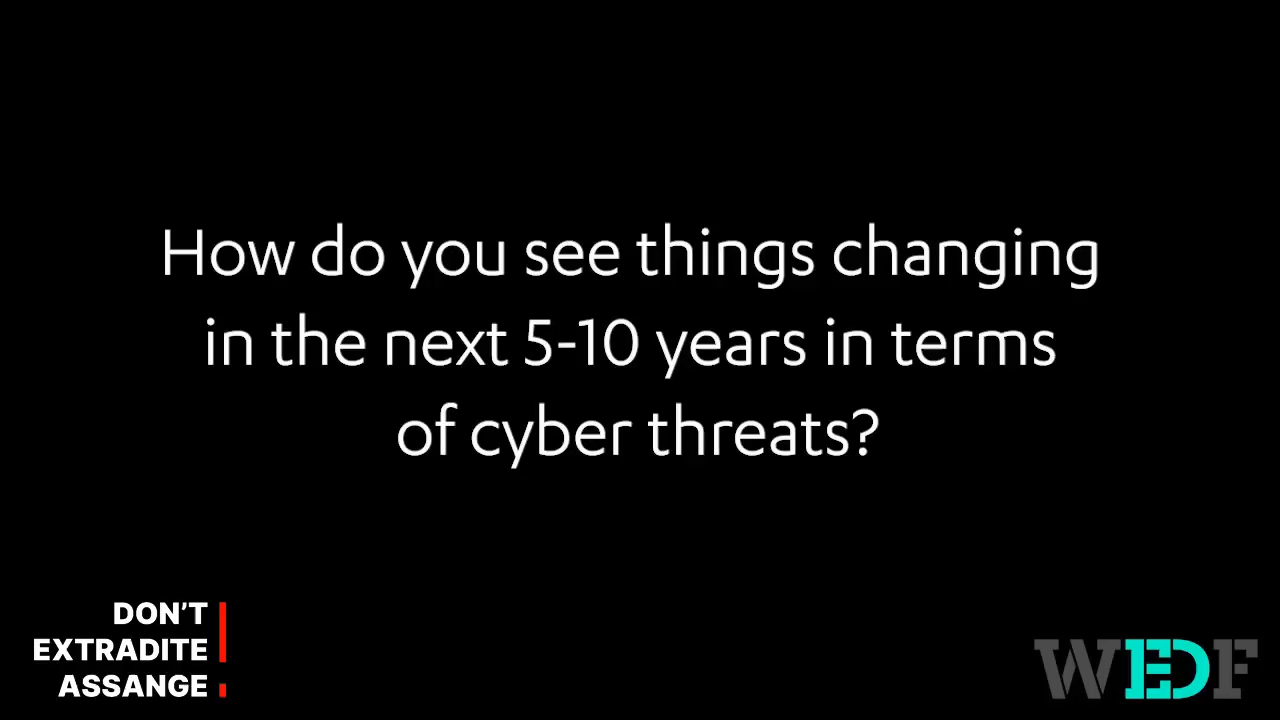 How do you see things changing
in the next 5-10 years in terms
of cyber threats?
DON'T
EXTRADITE
ASSANGE
WEDF